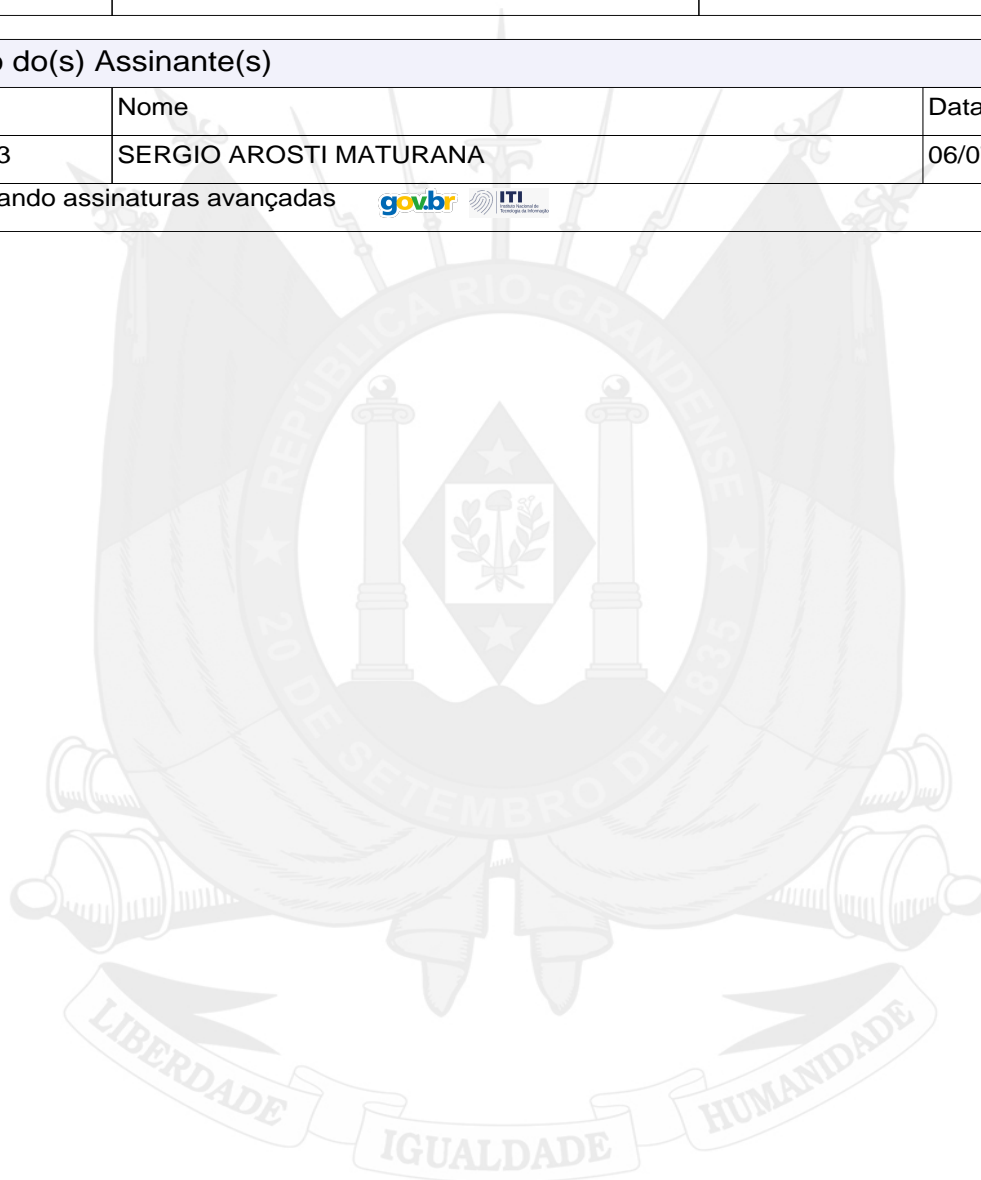 o do(s) Assinante(s)
Nome Data
3 SERGIO AROSTI MATURANA 06/0
ando assinaturas avançadas gov.br ITI
REPÚBLICA RIO-GRANDENSE
20 DE SETEMBRO DE 1835
LIBERDADE IGUALDADE HUMANIDADE